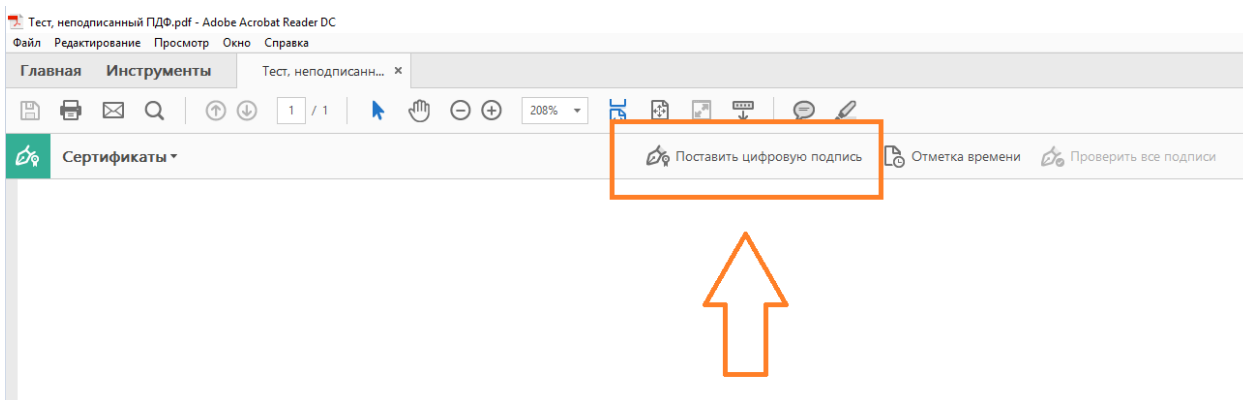 Тест, неподписанный ПДФ.pdf - Adobe Acrobat Reader DC
Файл Редактирование Просмотр Окно Справка
Главная Инструменты Тест, неподписанн... ×
1 / 1 208%
Сертификаты Поставить цифровую подпись Отметка времени Проверить все подписи